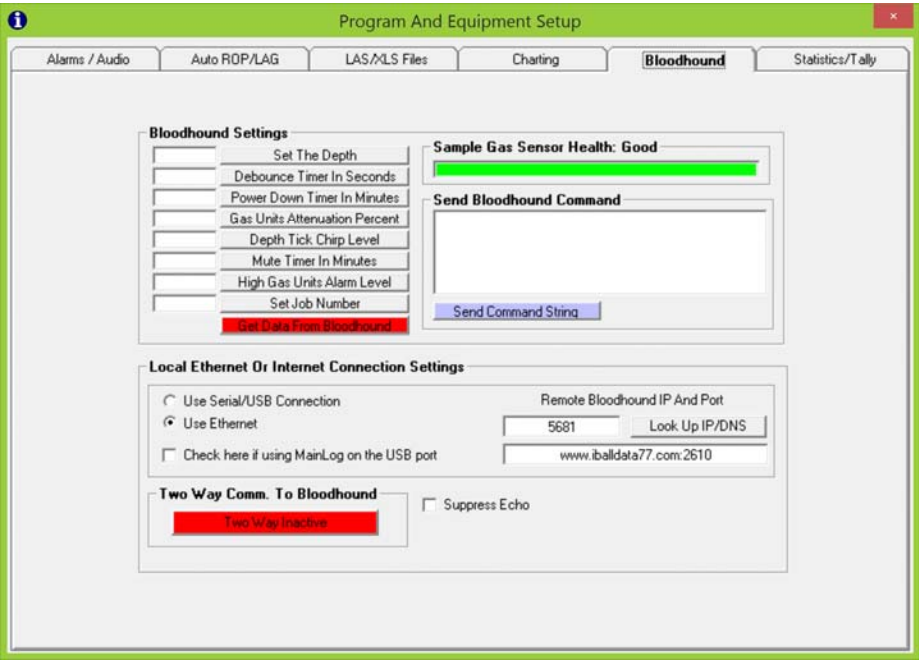 Program And Equipment Setup
Alarms / Audio
Auto ROP/LAG
LAS/XLS Files
Charting
Bloodhound
Statistics/Tally
Bloodhound Settings
Set The Depth
Debounce Timer In Seconds
Power Down Timer In Minutes
Gas Units Attenuation Percent
Depth Tick Chirp Level
Mute Timer In Minutes
High Gas Units Alarm Level
Set Job Number
Get Data From Bloodhound
Sample Gas Sensor Health: Good
Send Bloodhound Command
Send Command String
Local Ethernet Or Internet Connection Settings
Use Serial/USB Connection
Use Ethernet
Check here if using MainLog on the USB port
Remote Bloodhound IP And Port
5681
Look Up IP/DNS
www.iballdata77.com:2610
Two Way Comm. To Bloodhound
Two Way Inactive
Suppress Echo